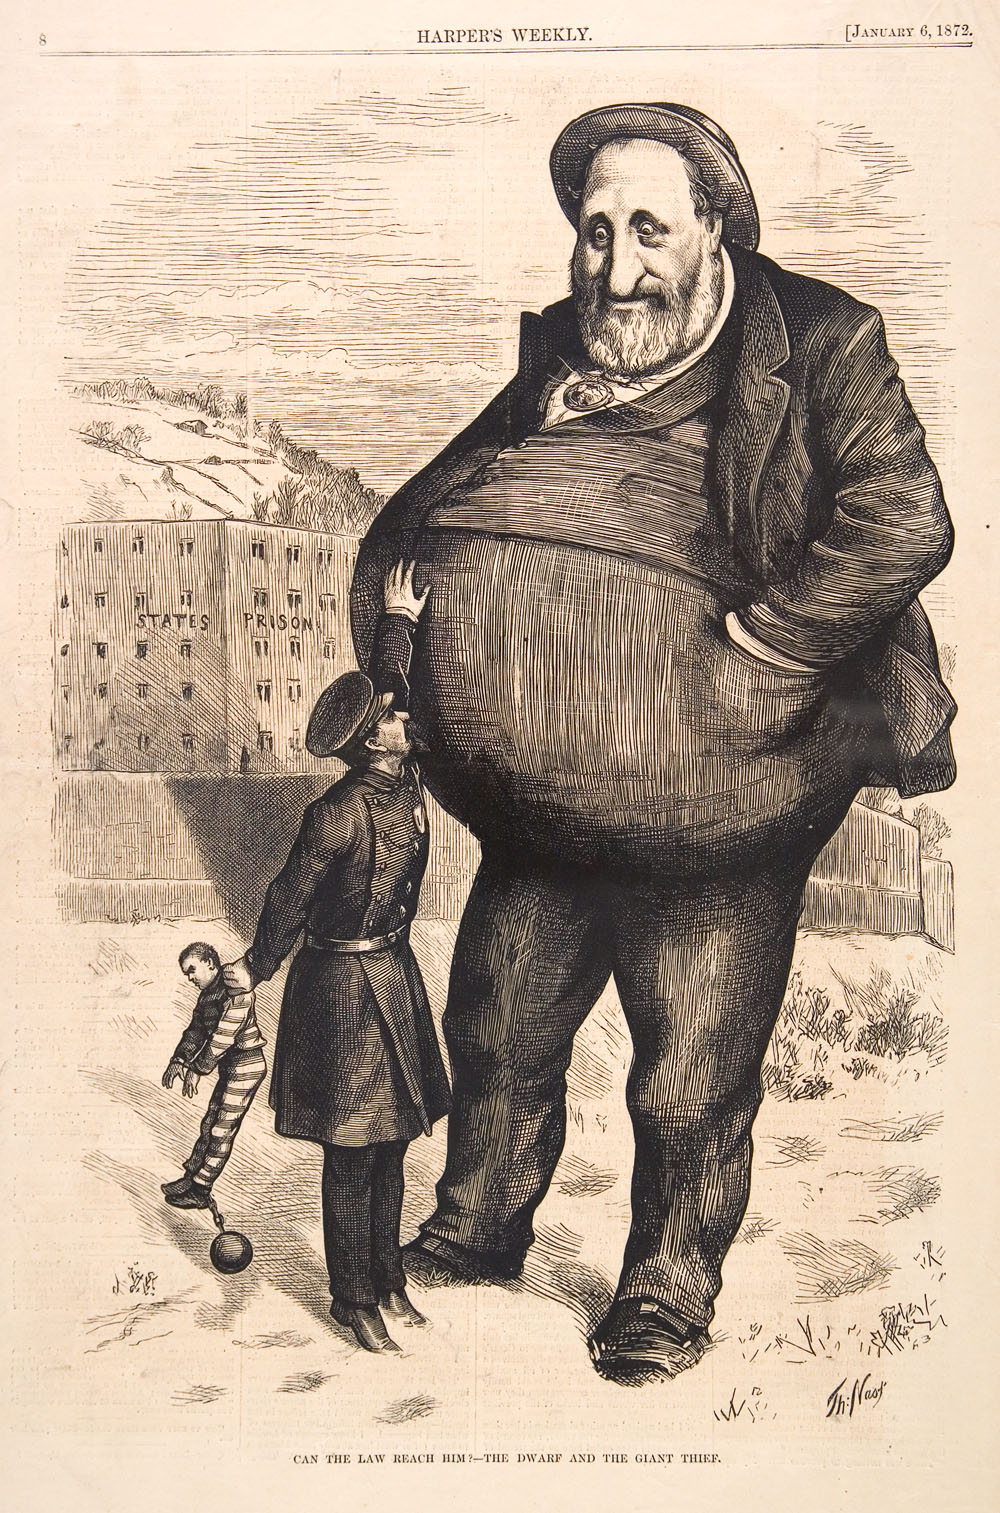 8
HARPER'S WEEKLY.
[JANUARY 6, 1872.
STATES PRISON
Th: Nast
CAN THE LAW REACH HIM?—THE DWARF AND THE GIANT THIEF.